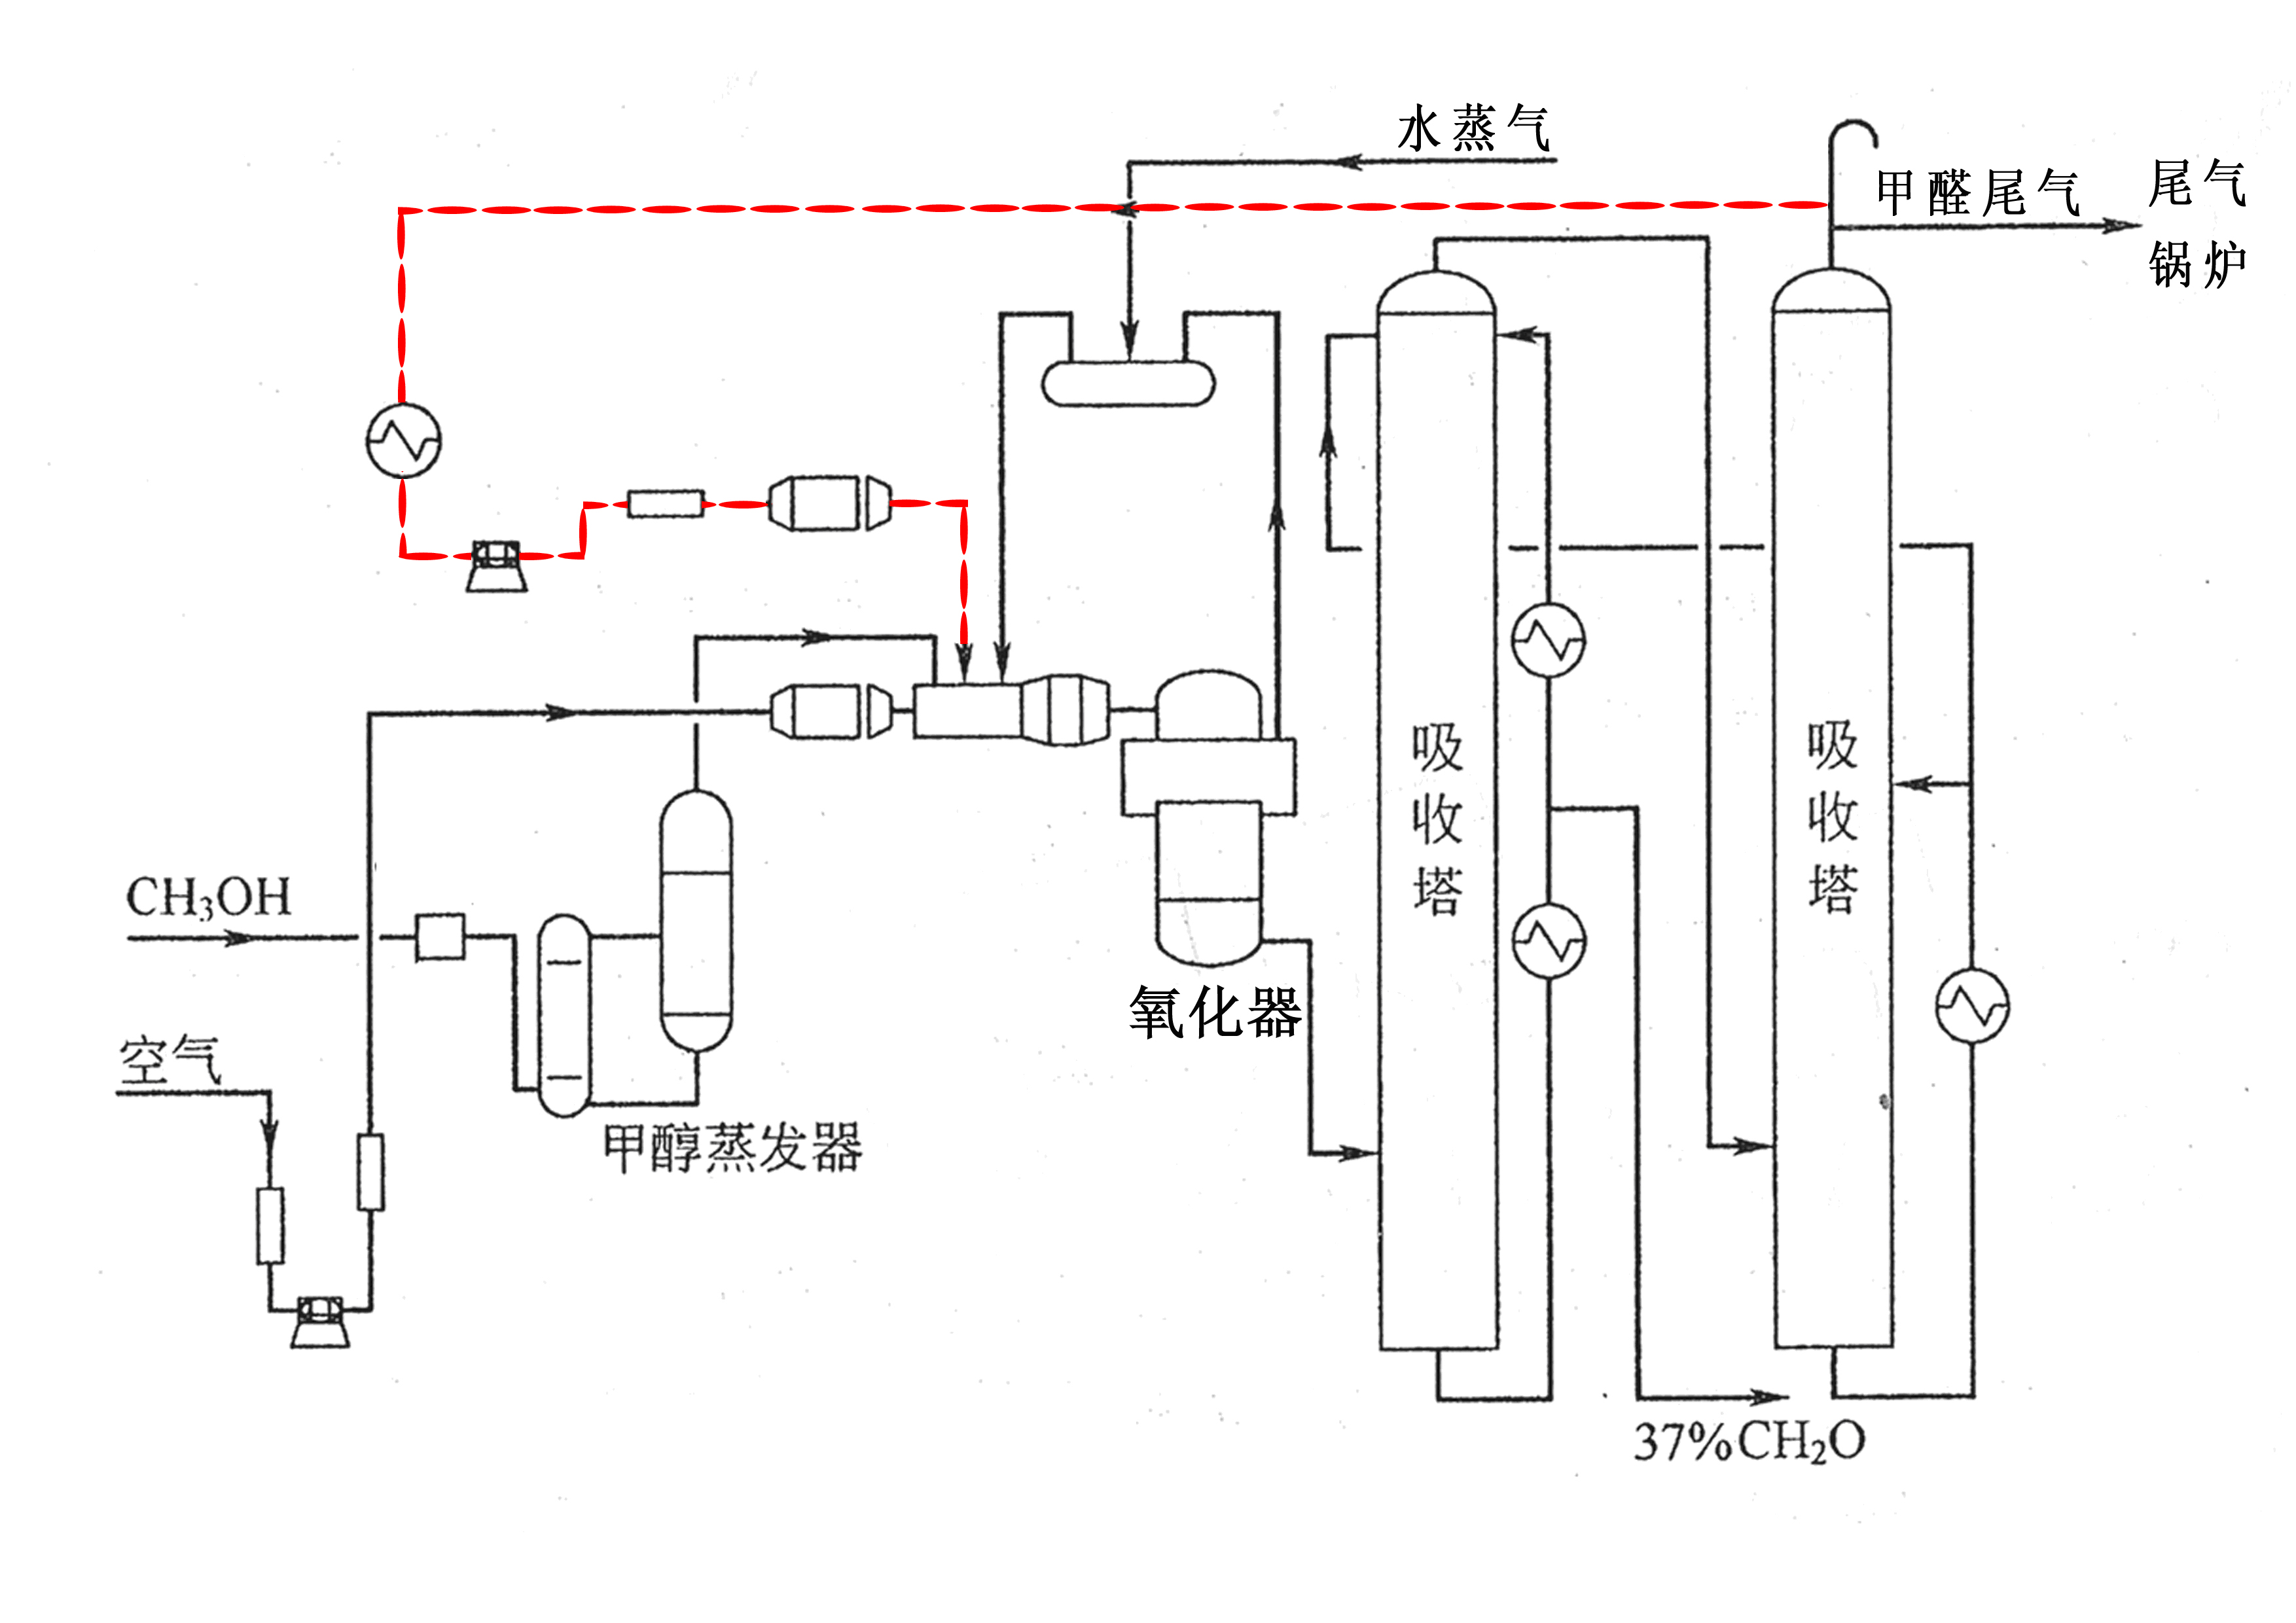 水蒸气
甲醛尾气
尾气
锅炉
吸收塔
吸收塔
CH₃OH
空气
甲醇蒸发器
氧化器
37%CH₂O